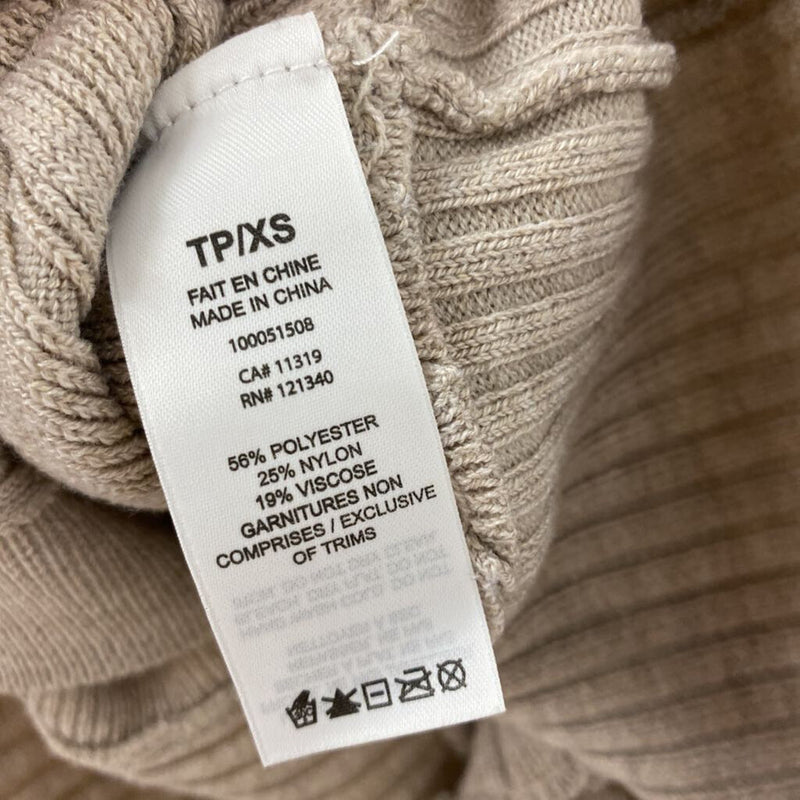 TP/XS
FAIT EN CHINE
MADE IN CHINA
100051508
CA# 11319
RN# 121340
56% POLYESTER
25% NYLON
19% VISCOSE
GARNITURES NON
COMPRISES / EXCLUSIVE
OF TRIMS